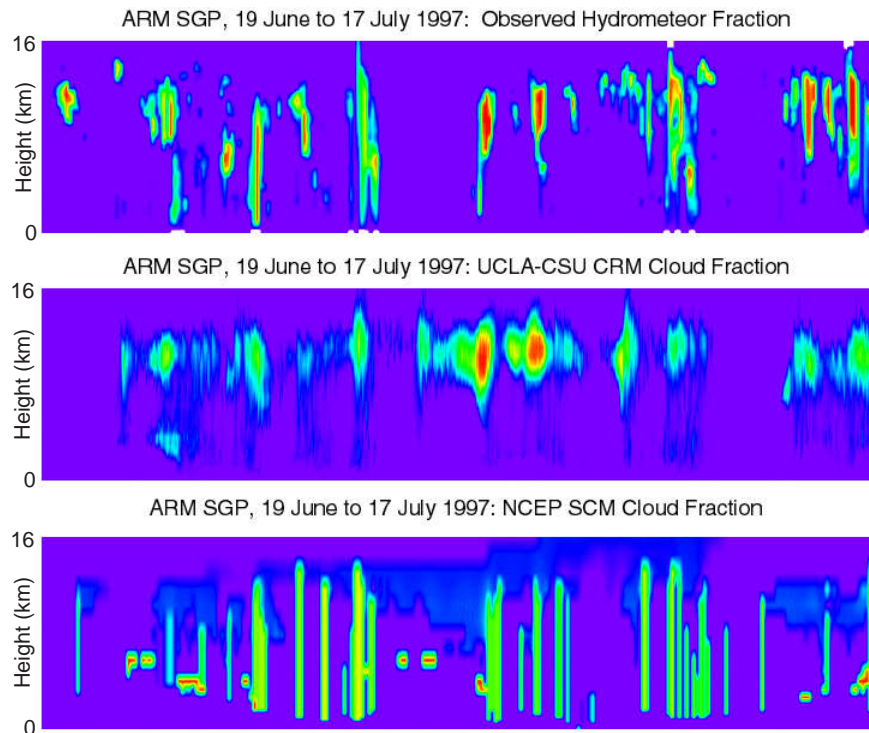 ARM SGP, 19 June to 17 July 1997:  Observed Hydrometeor Fraction
16
Height (km)
0
ARM SGP, 19 June to 17 July 1997: UCLA-CSU CRM Cloud Fraction
16
Height (km)
0
ARM SGP, 19 June to 17 July 1997: NCEP SCM Cloud Fraction
16
Height (km)
0